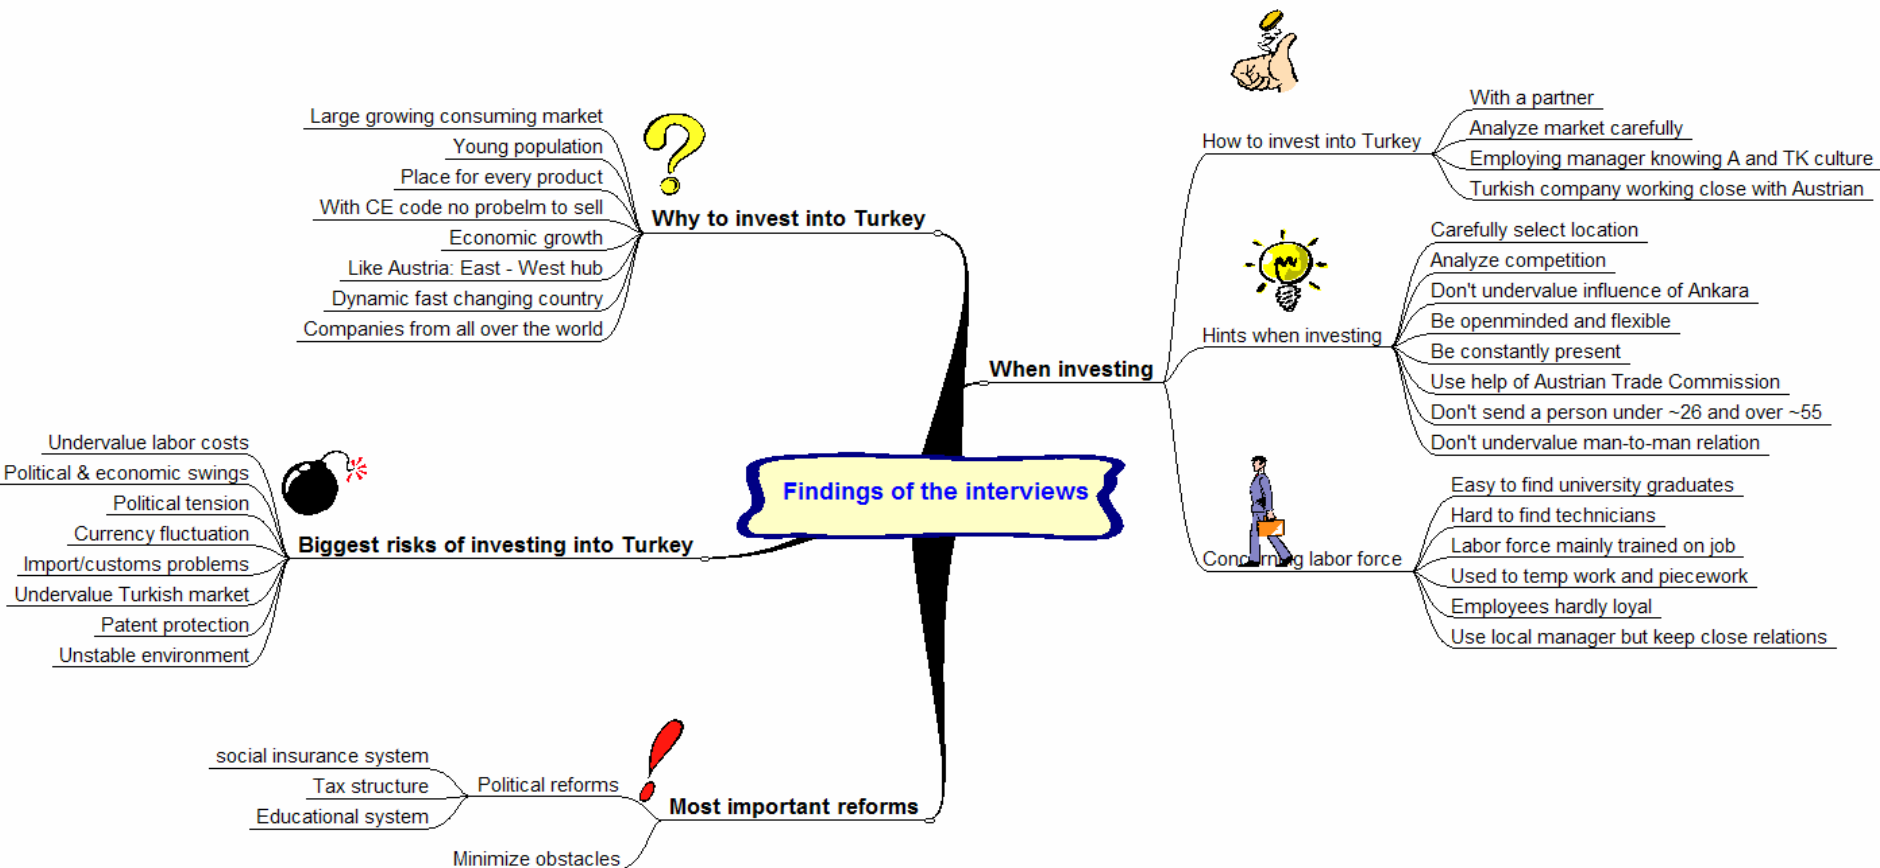 Findings of the interviews
Why to invest into Turkey
Large growing consuming market
Young population
Place for every product
With CE code no probelm to sell
Economic growth
Like Austria: East - West hub
Dynamic fast changing country
Companies from all over the world
Biggest risks of investing into Turkey
Undervalue labor costs
Political & economic swings
Political tension
Currency fluctuation
Import/customs problems
Undervalue Turkish market
Patent protection
Unstable environment
Most important reforms
Political reforms
social insurance system
Tax structure
Educational system
Minimize obstacles
When investing
How to invest into Turkey
With a partner
Analyze market carefully
Employing manager knowing A and TK culture
Turkish company working close with Austrian
Hints when investing
Carefully select location
Analyze competition
Don't undervalue influence of Ankara
Be openminded and flexible
Be constantly present
Use help of Austrian Trade Commission
Don't send a person under ~26 and over ~55
Don't undervalue man-to-man relation
Concerning labor force
Easy to find university graduates
Hard to find technicians
Labor force mainly trained on job
Used to temp work and piecework
Employees hardly loyal
Use local manager but keep close relations